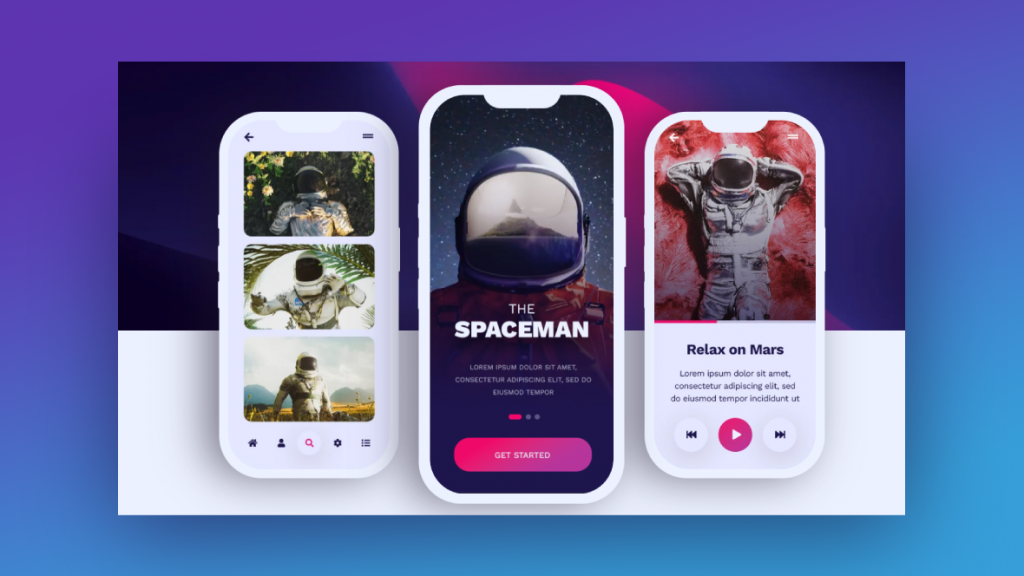 THE
SPACEMAN
LOREM IPSUM DOLOR SIT AMET,
CONSECTETUR ADIPISCING ELIT, SED DO
EIUSMOD TEMPOR
GET STARTED
Relax on Mars
Lorem ipsum dolor sit amet,
consectetur adipiscing elit, sed
do eiusmod tempor incididunt ut